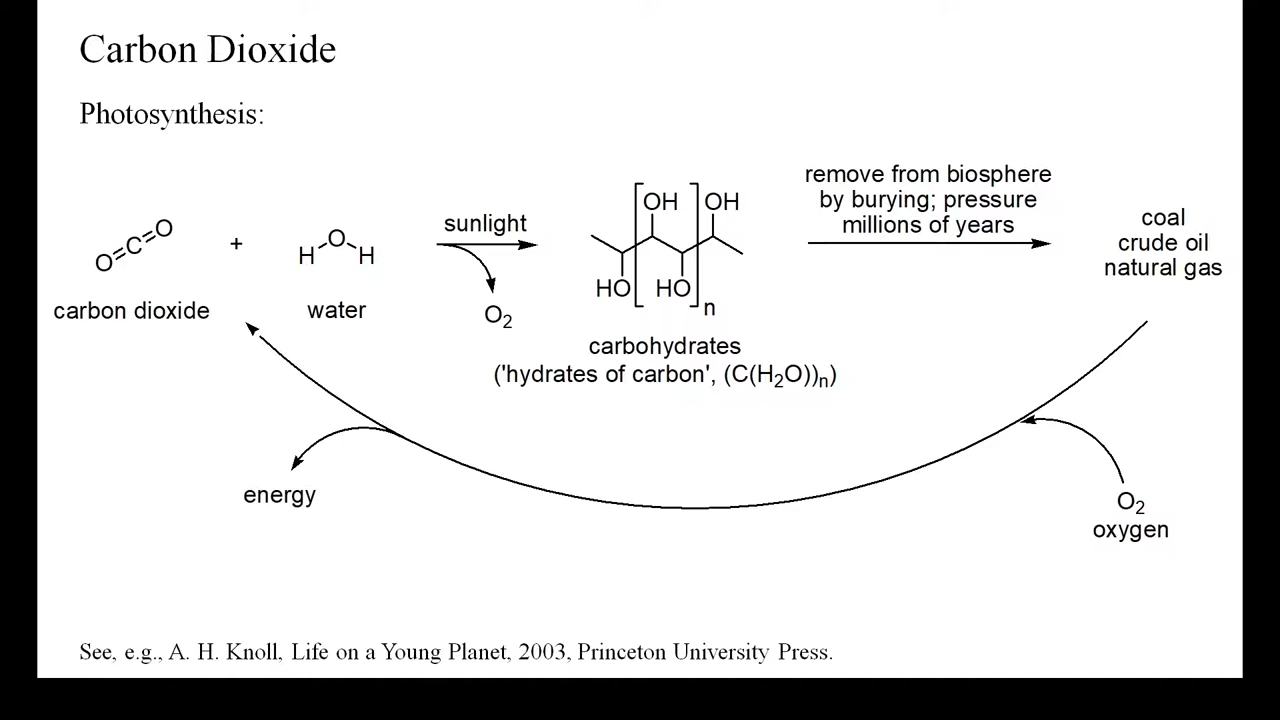 Carbon Dioxide
Photosynthesis:
O=C=O
+
H O H
sunlight
O2
OH
OH
HO
HO
n
remove from biosphere
by burying; pressure
millions of years
coal
crude oil
natural gas
carbon dioxide
water
carbohydrates
('hydrates of carbon', (C(H2O))n)
energy
O2
oxygen
See, e.g., A. H. Knoll, Life on a Young Planet, 2003, Princeton University Press.